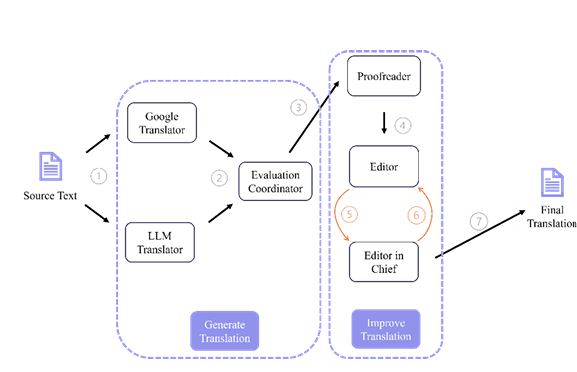 Source Text
①
Google
Translator
LLM
Translator
②
Evaluation
Coordinator
Generate
Translation
③
Proofreader
④
Editor
⑤
⑥
Editor in
Chief
Improve
Translation
⑦
Final
Translation